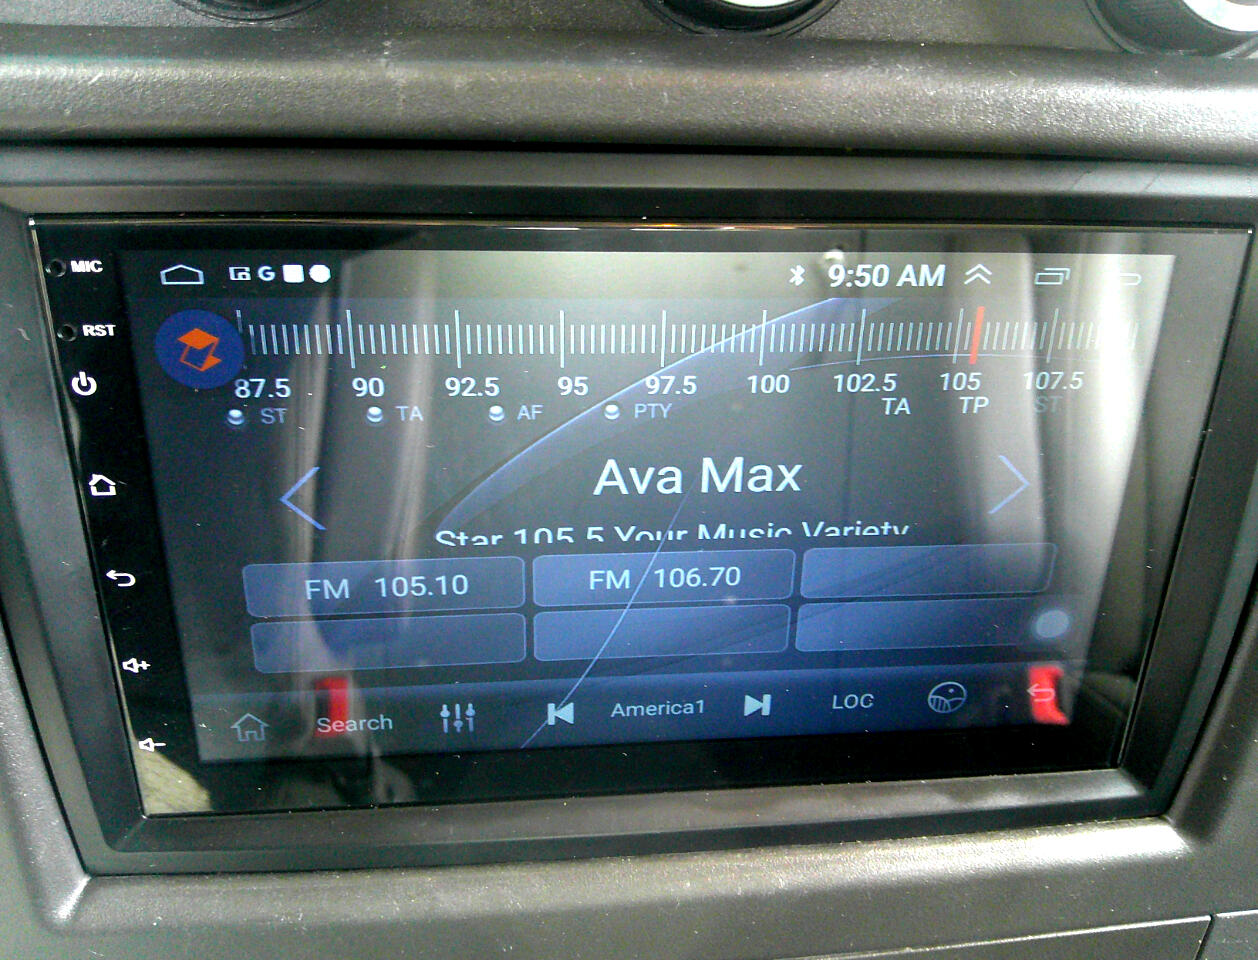 MIC
G
9:50 AM
RST
87.5 90 92.5 95 97.5 100 102.5 105 107.5
ST TA AF PTY TA TP ST
Ava Max
Star 105.5 Your Music Variety
FM 105.10 FM 106.70
Search America1 LOC